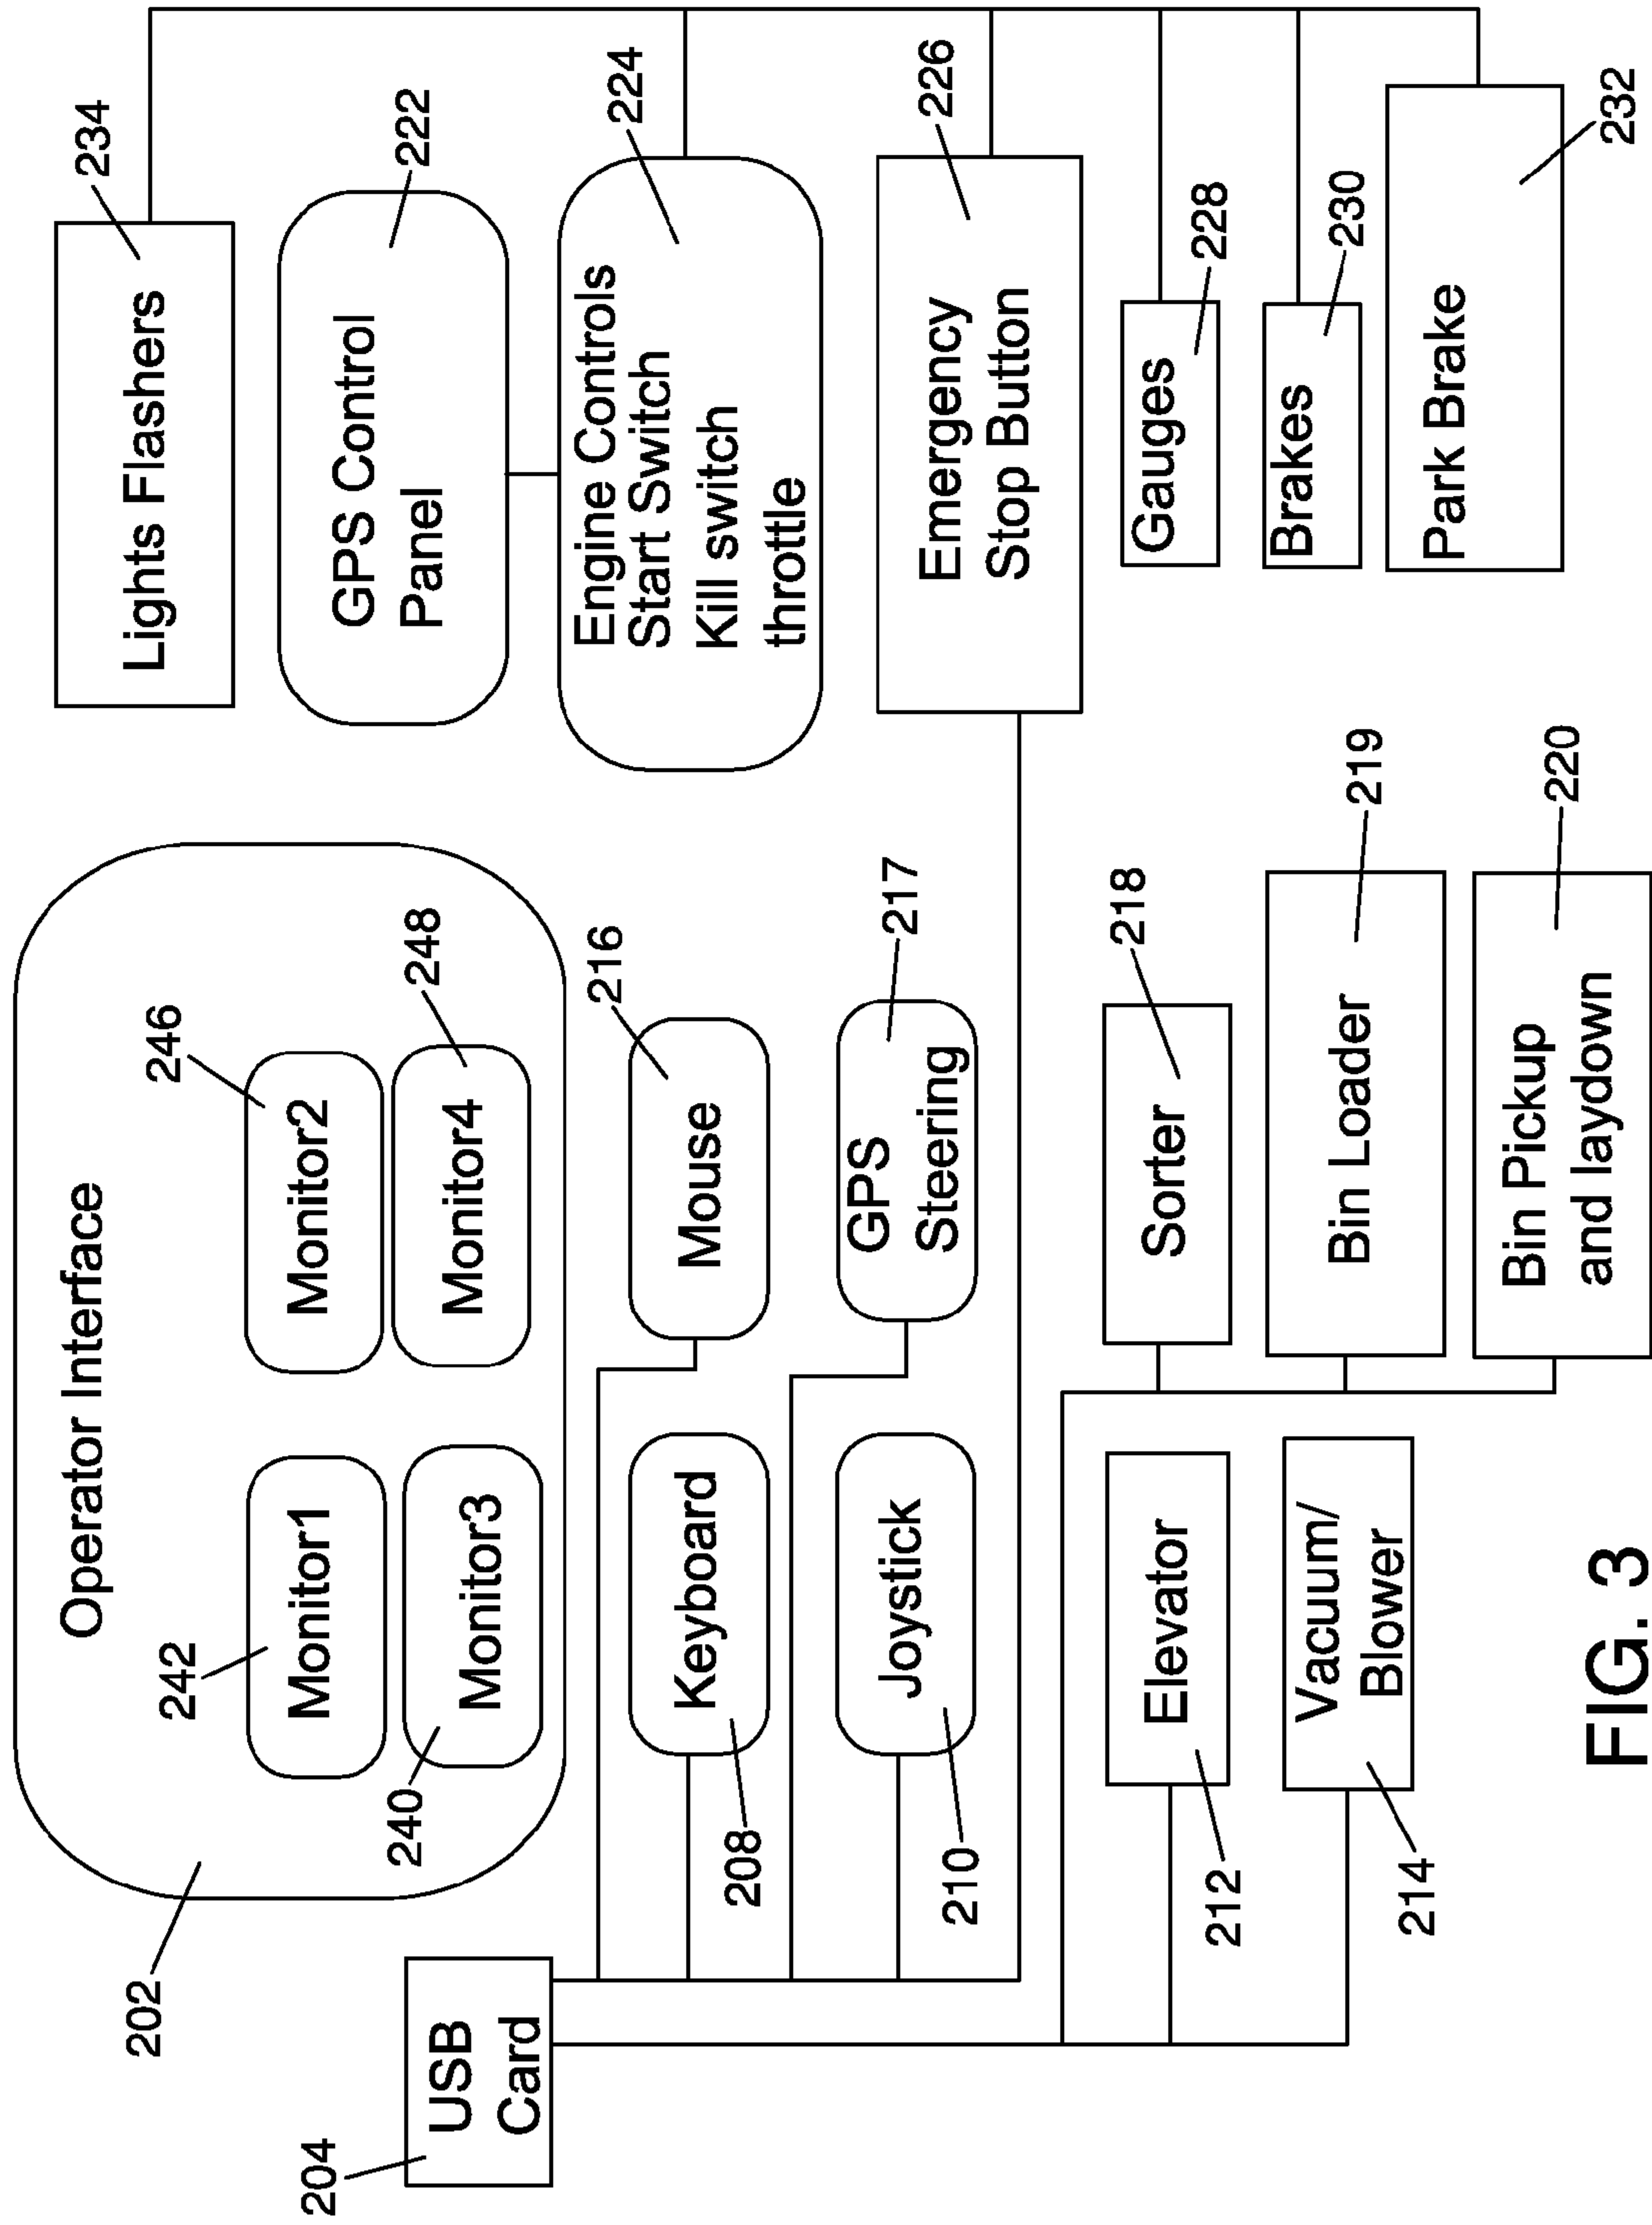 Operator Interface
242
Monitor1
246
Monitor2
240
Monitor3
248
Monitor4
202
204
USB
Card
Keyboard
208
Mouse
216
Joystick
210
GPS
Steering
217
Elevator
212
Vacuum/
Blower
214
Sorter
218
Bin Loader
219
Bin Pickup
and laydown
220
Lights Flashers
234
GPS Control
Panel
222
Engine Controls
Start Switch
Kill switch
throttle
224
Emergency
Stop Button
226
Gauges
228
Brakes
230
Park Brake
232
FIG. 3